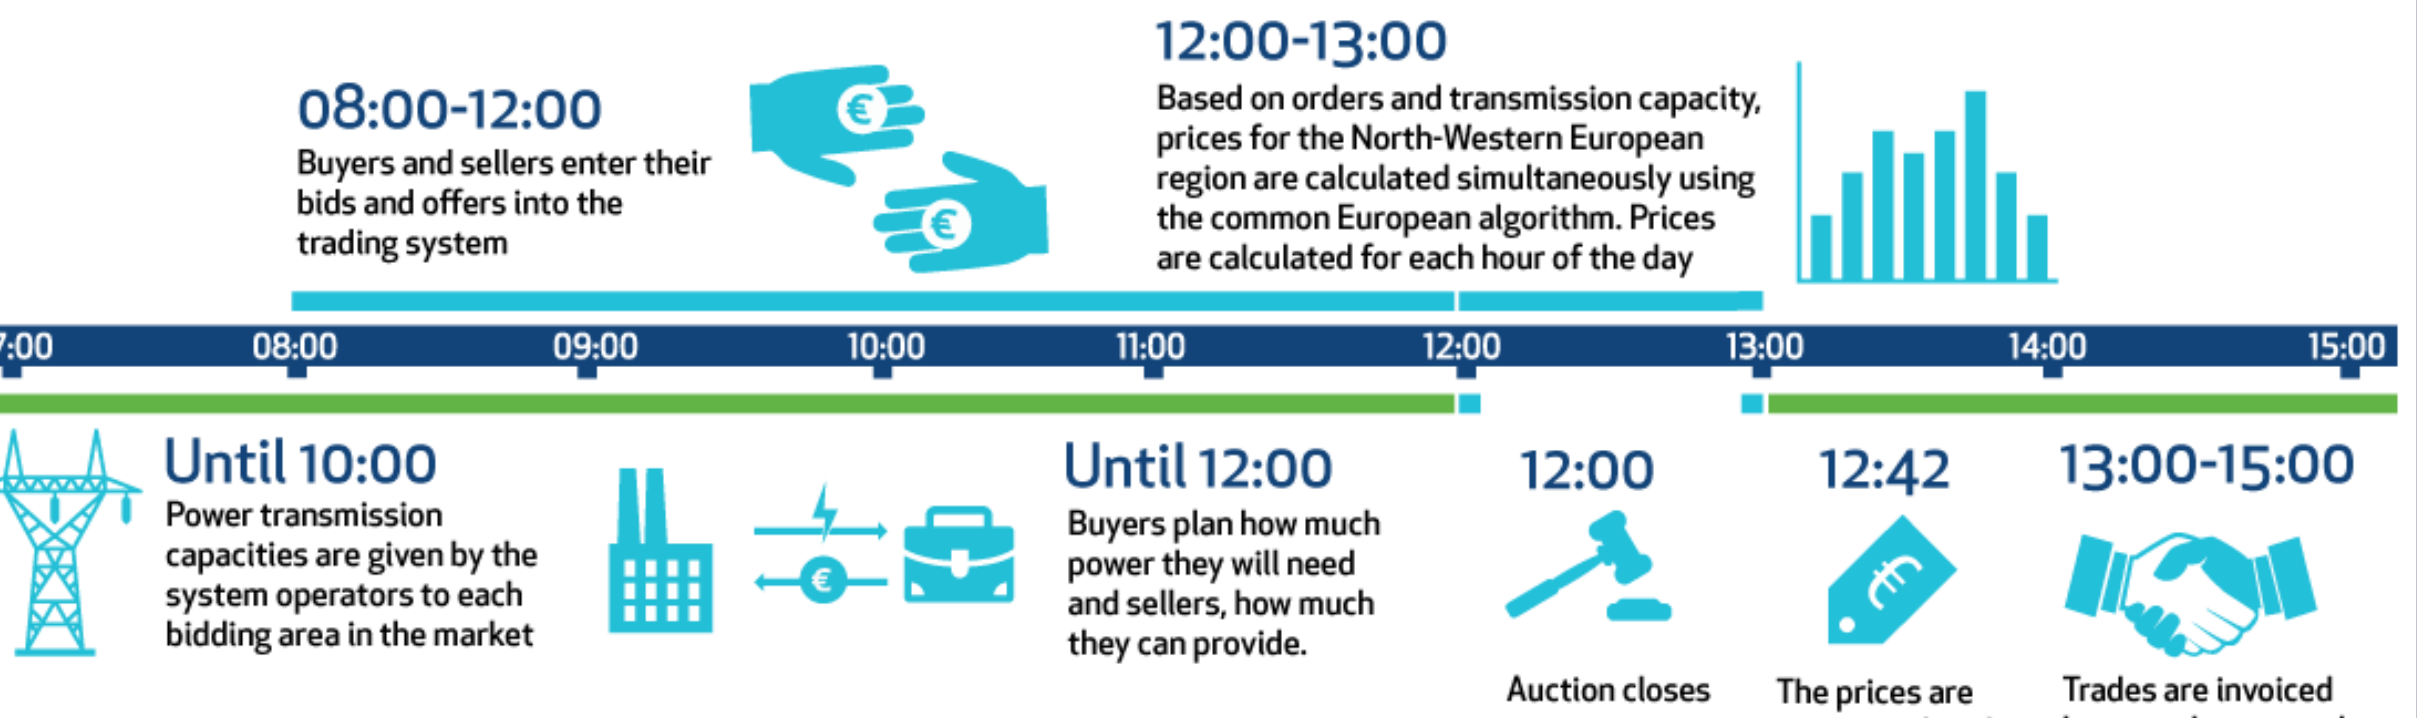 08:00-12:00
Buyers and sellers enter their
bids and offers into the
trading system
€
€
12:00-13:00
Based on orders and transmission capacity,
prices for the North-Western European
region are calculated simultaneously using
the common European algorithm. Prices
are calculated for each hour of the day
7:00 08:00 09:00 10:00 11:00 12:00 13:00 14:00 15:00
Until 10:00
Power transmission
capacities are given by the
system operators to each
bidding area in the market
€
Until 12:00
Buyers plan how much
power they will need
and sellers, how much
they can provide.
12:00
Auction closes
12:42
€
The prices are
13:00-15:00
Trades are invoiced